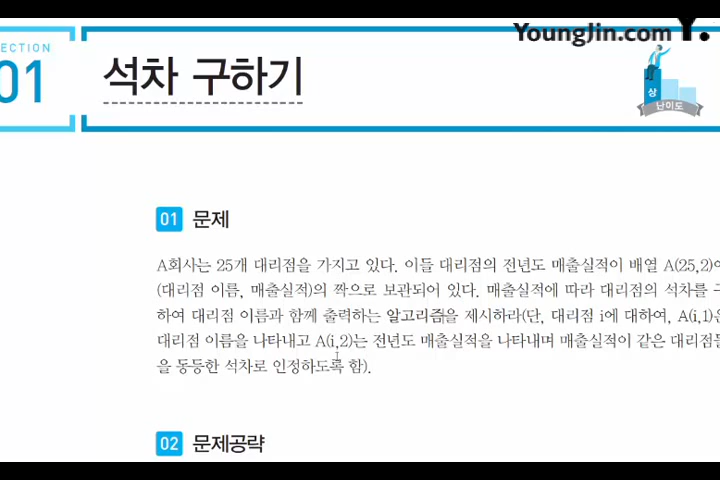 YoungJin.com Y.
ECTION
01
석차 구하기
상
난이도
01 문제
A회사는 25개 대리점을 가지고 있다. 이들 대리점의 전년도 매출실적이 배열 A(25,2)에
(대리점 이름, 매출실적)의 짝으로 보관되어 있다. 매출실적에 따라 대리점의 석차를 구
하여 대리점 이름과 함께 출력하는 알고리즘을 제시하라(단, 대리점 i에 대하여, A(i,1)은
대리점 이름을 나타내고 A(i,2)는 전년도 매출실적을 나타내며 매출실적이 같은 대리점들
을 동등한 석차로 인정하도록 함).
02 문제공략